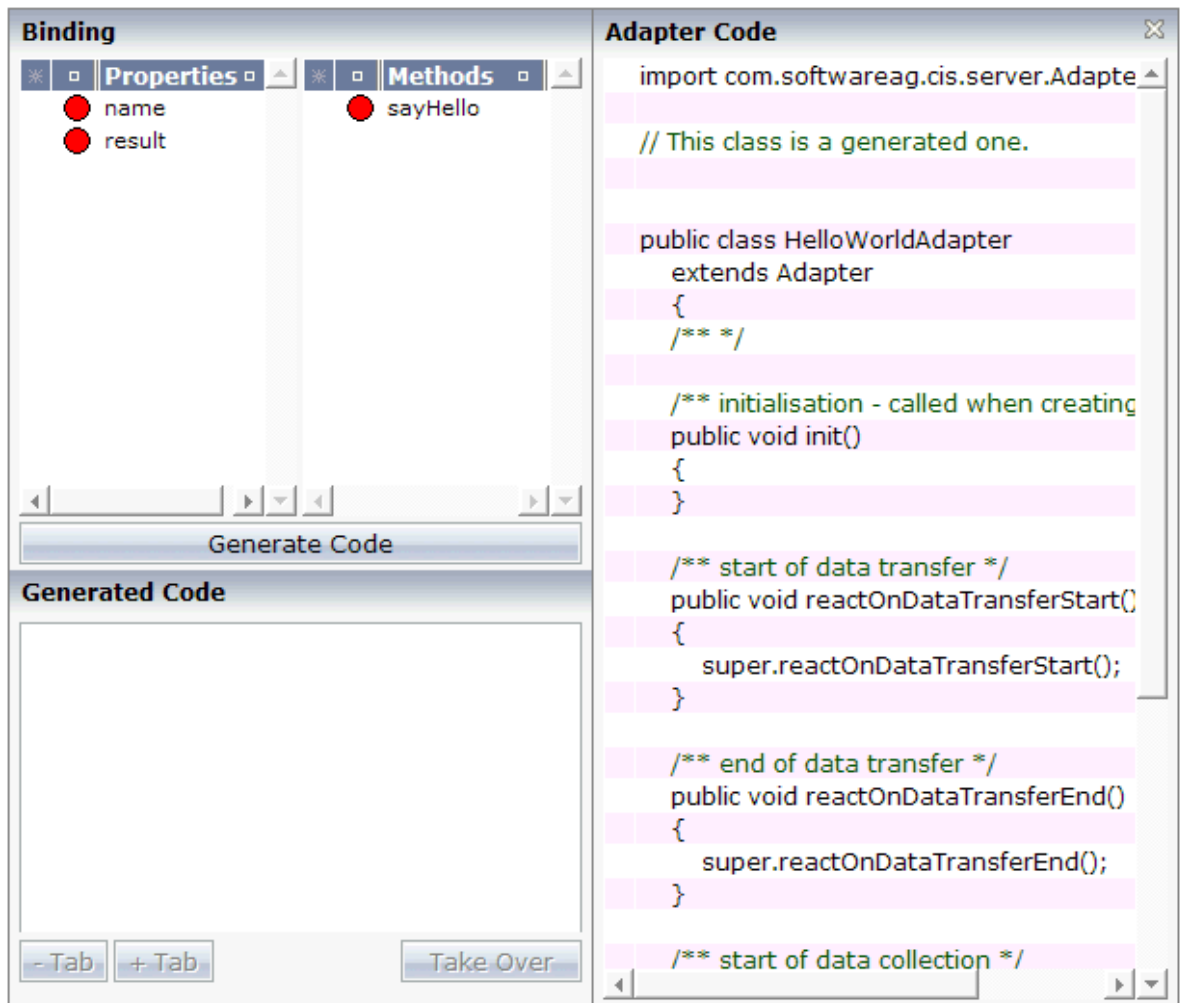 Binding
Properties
Methods
name
sayHello
result
Generate Code
Generated Code
- Tab
+ Tab
Take Over
Adapter Code
import com.softwareag.cis.server.Adapte
// This class is a generated one.
public class HelloWorldAdapter
extends Adapter
{
/** */
/** initialisation - called when creating
public void init()
{
}
/** start of data transfer */
public void reactOnDataTransferStart()
{
super.reactOnDataTransferStart();
}
/** end of data transfer */
public void reactOnDataTransferEnd()
{
super.reactOnDataTransferEnd();
}
/** start of data collection */